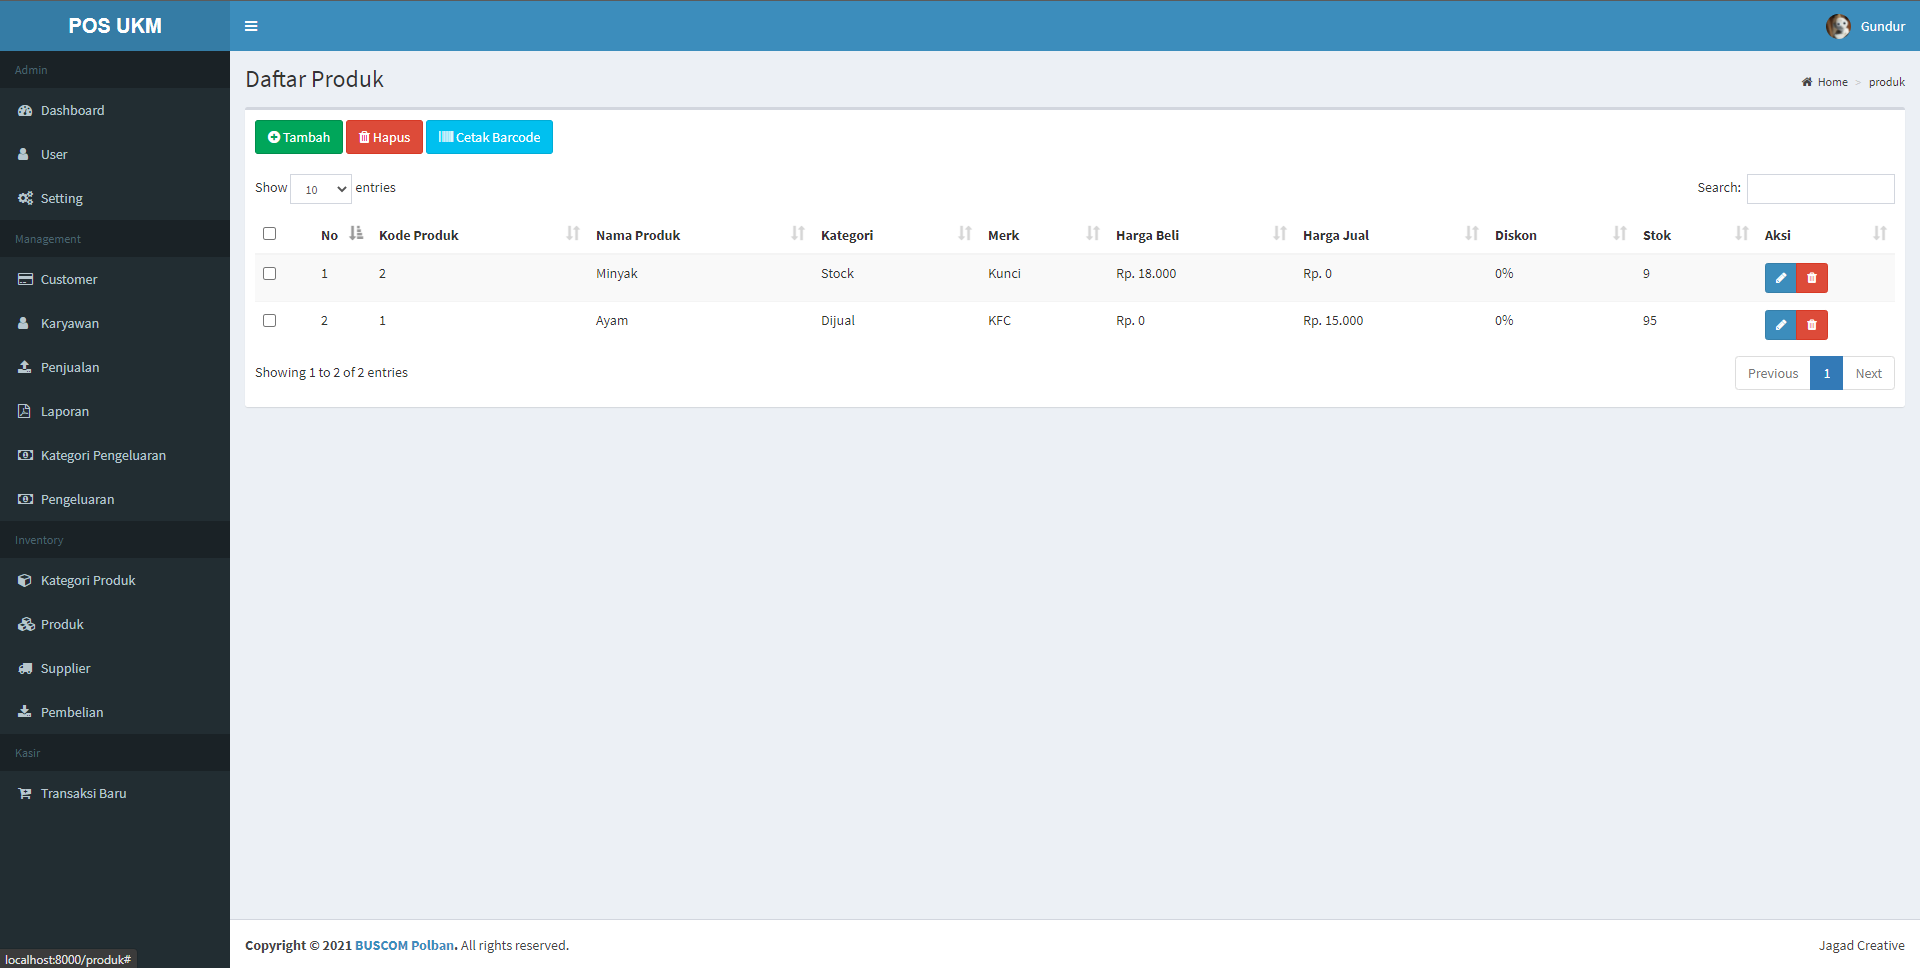 POS UKM
Gundur
Admin
Dashboard
User
Setting
Management
Customer
Karyawan
Penjualan
Laporan
Kategori Pengeluaran
Pengeluaran
Inventory
Kategori Produk
Produk
Supplier
Pembelian
Kasir
Transaksi Baru
Daftar Produk
Home > produk
Tambah Hapus Cetak Barcode
Show 10 entries Search:
No Kode Produk Nama Produk Kategori Merk Harga Beli Harga Jual Diskon Stok Aksi
1 2 Minyak Stock Kunci Rp. 18.000 Rp. 0 0% 9
2 1 Ayam Dijual KFC Rp. 0 Rp. 15.000 0% 95
Showing 1 to 2 of 2 entries Previous 1 Next
Copyright © 2021 BUSCOM Polban. All rights reserved. Jagad Creative
localhost:8000/produk#